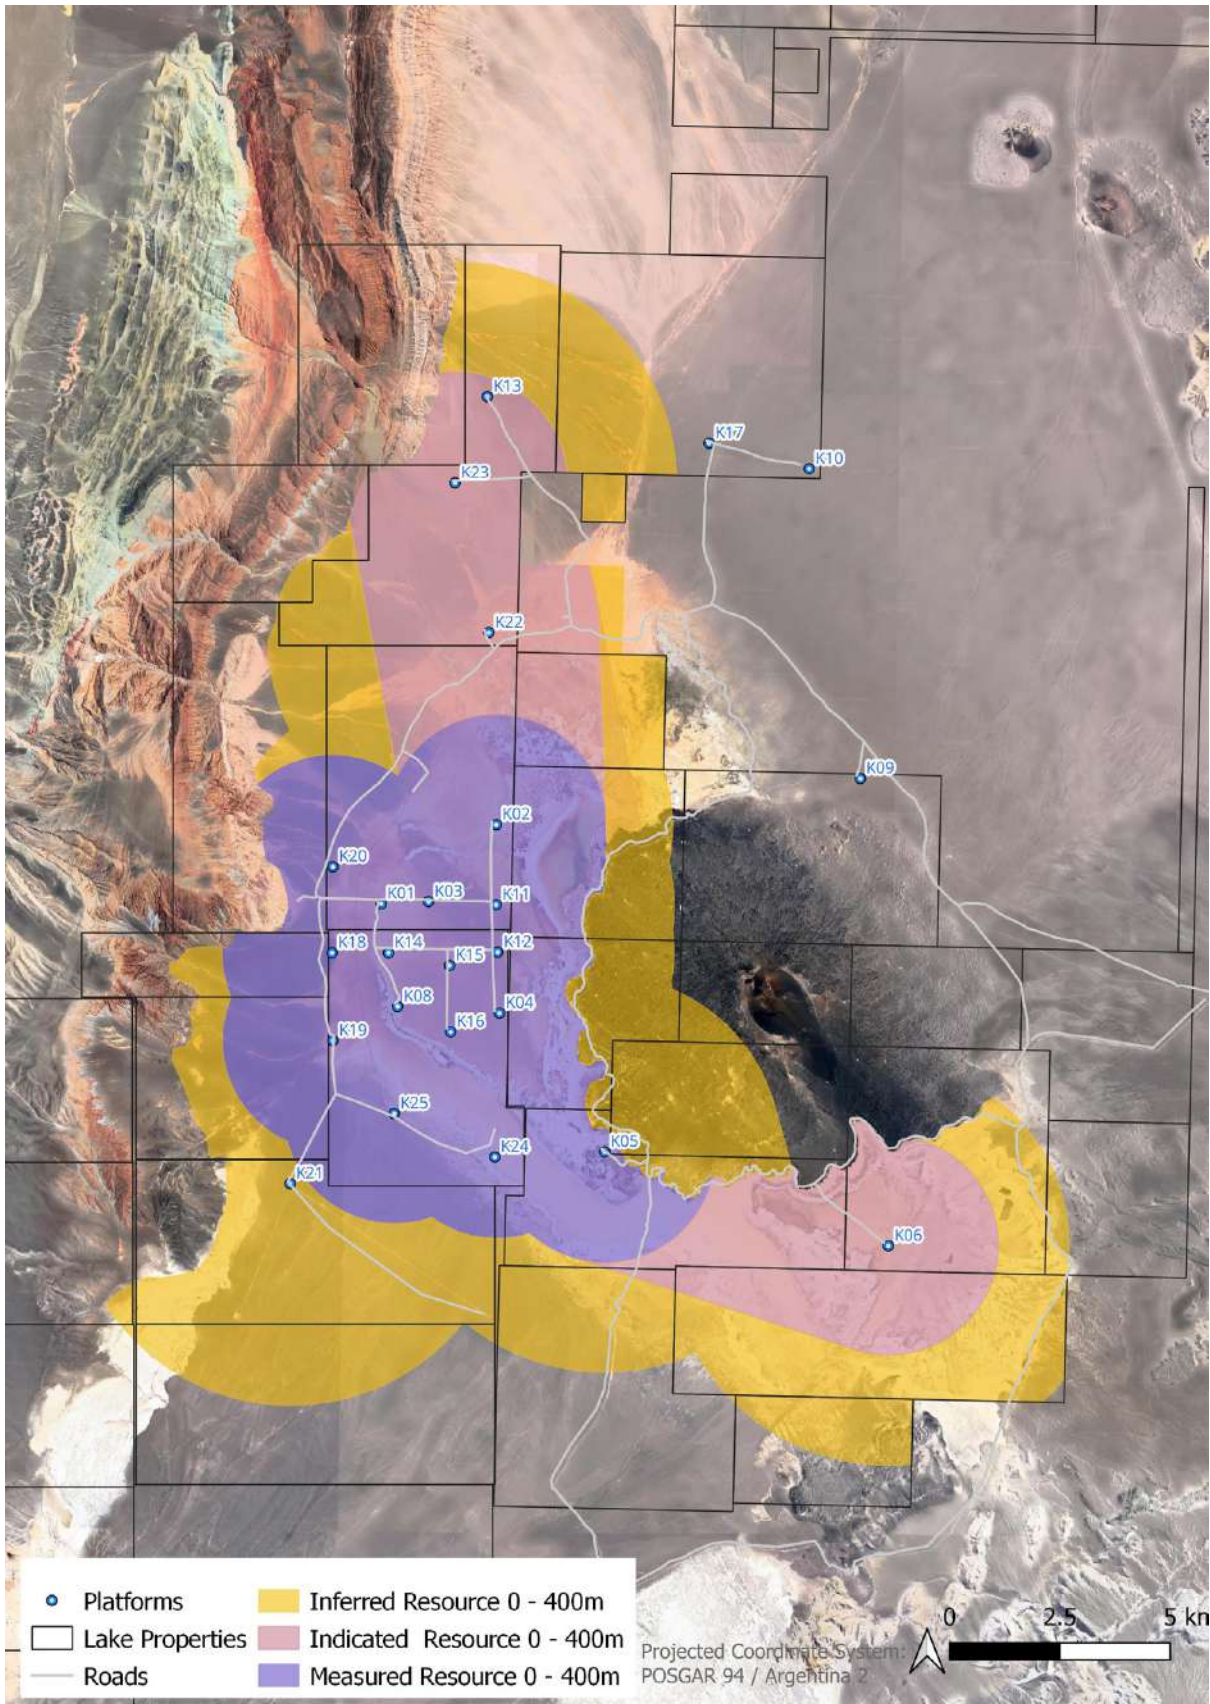 K13
K17
K10
K23
K22
K09
K02
K20
K01
K03
K11
K18
K14
K15
K12
K08
K04
K16
K19
K25
K24
K05
K21
K06
Platforms
Lake Properties
Roads
Inferred Resource 0 - 400m
Indicated Resource 0 - 400m
Measured Resource 0 - 400m
Projected Coordinate System:
POSGAR 94 / Argentina 2
0 2.5 5 km